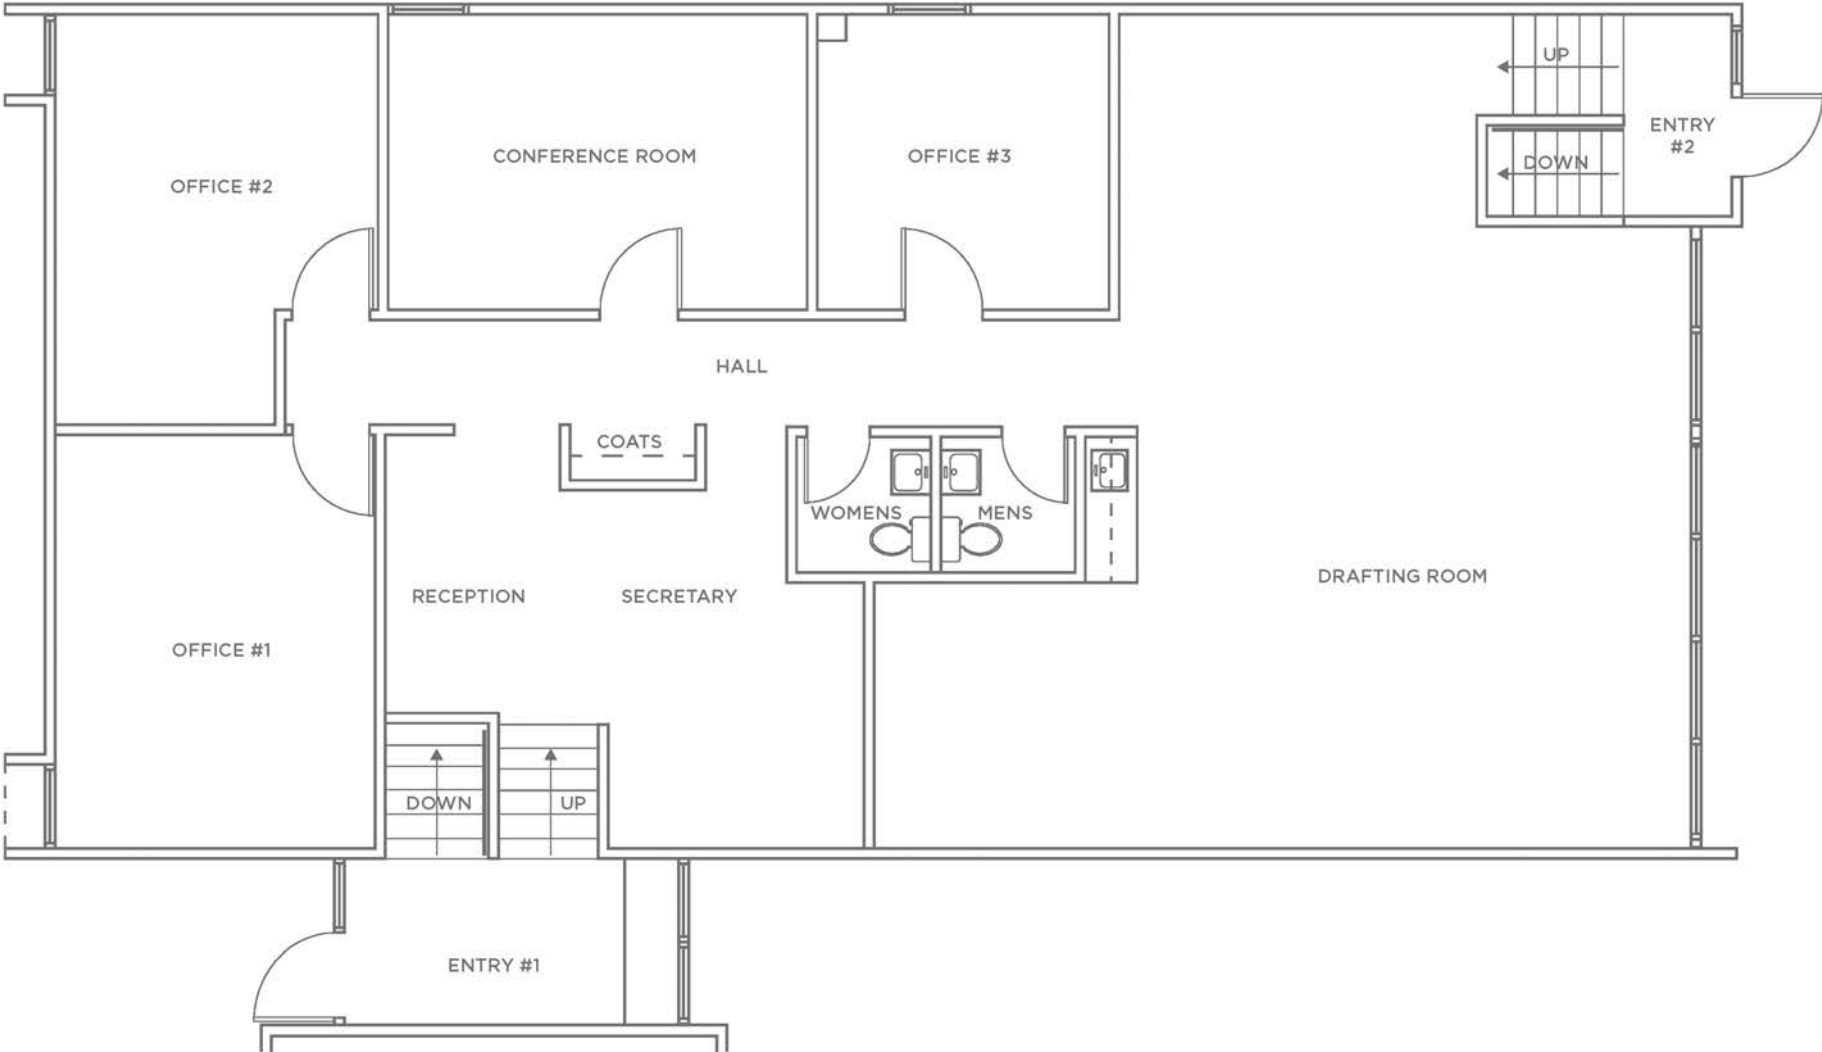 UP
ENTRY
#2
CONFERENCE ROOM
OFFICE #3
DOWN
OFFICE #2
HALL
COATS
WOMENS
MENS
DRAFTING ROOM
RECEPTION
SECRETARY
OFFICE #1
DOWN
UP
ENTRY #1